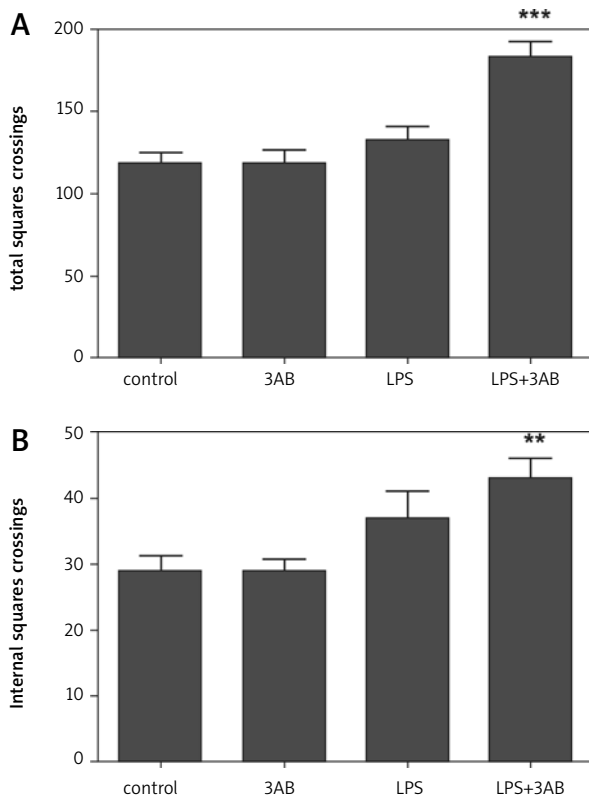 A
***
total squares crossings
200
150
100
50
0
control 3AB LPS LPS+3AB
B
**
Internal squares crossings
50
40
30
20
10
0
control 3AB LPS LPS+3AB